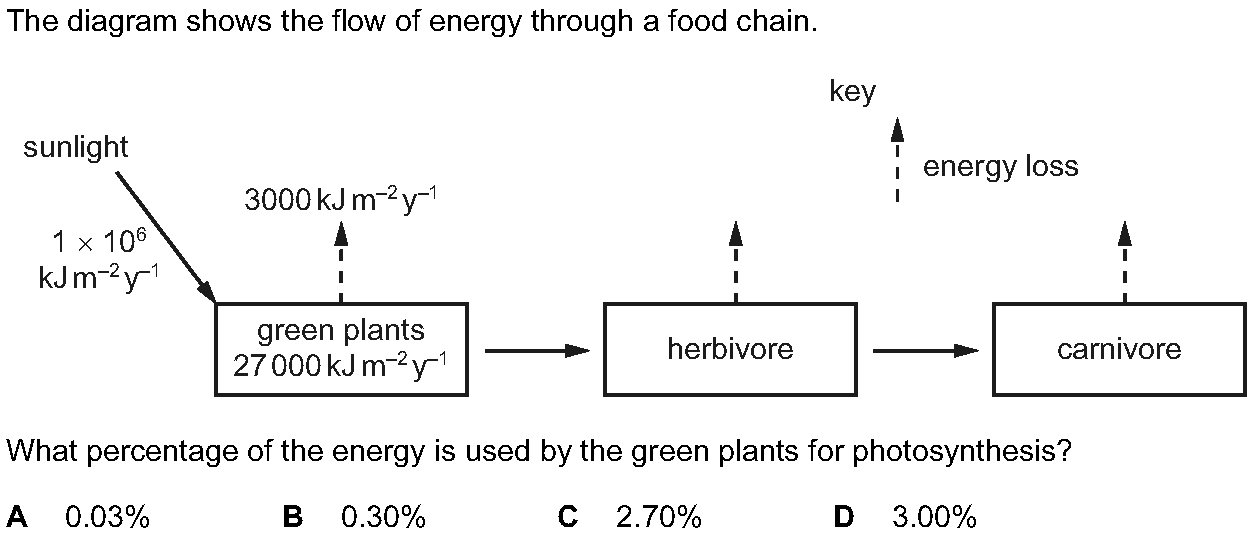 The diagram shows the flow of energy through a food chain.
key
sunlight
energy loss
3000 kJ m⁻² y⁻¹
1 × 10⁶
kJ m⁻² y⁻¹
green plants
27 000 kJ m⁻² y⁻¹
herbivore
carnivore
What percentage of the energy is used by the green plants for photosynthesis?
A 0.03% B 0.30% C 2.70% D 3.00%